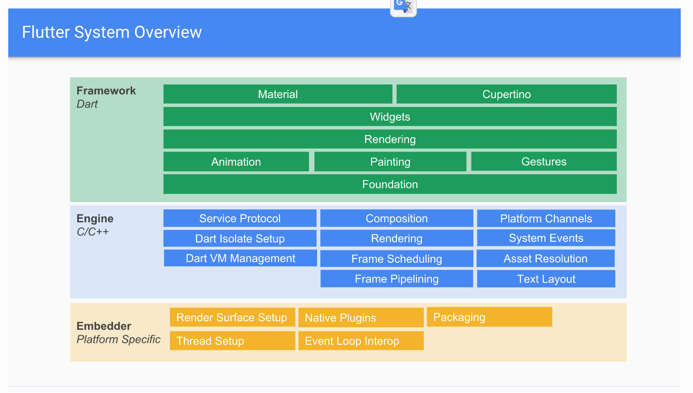 Flutter System Overview
Framework
Dart
Material Cupertino
Widgets
Rendering
Animation Painting Gestures
Foundation
Engine
C/C++
Service Protocol Composition Platform Channels
Dart Isolate Setup Rendering System Events
Dart VM Management Frame Scheduling Asset Resolution
Frame Pipelining Text Layout
Embedder
Platform Specific
Render Surface Setup Native Plugins Packaging
Thread Setup Event Loop Interop